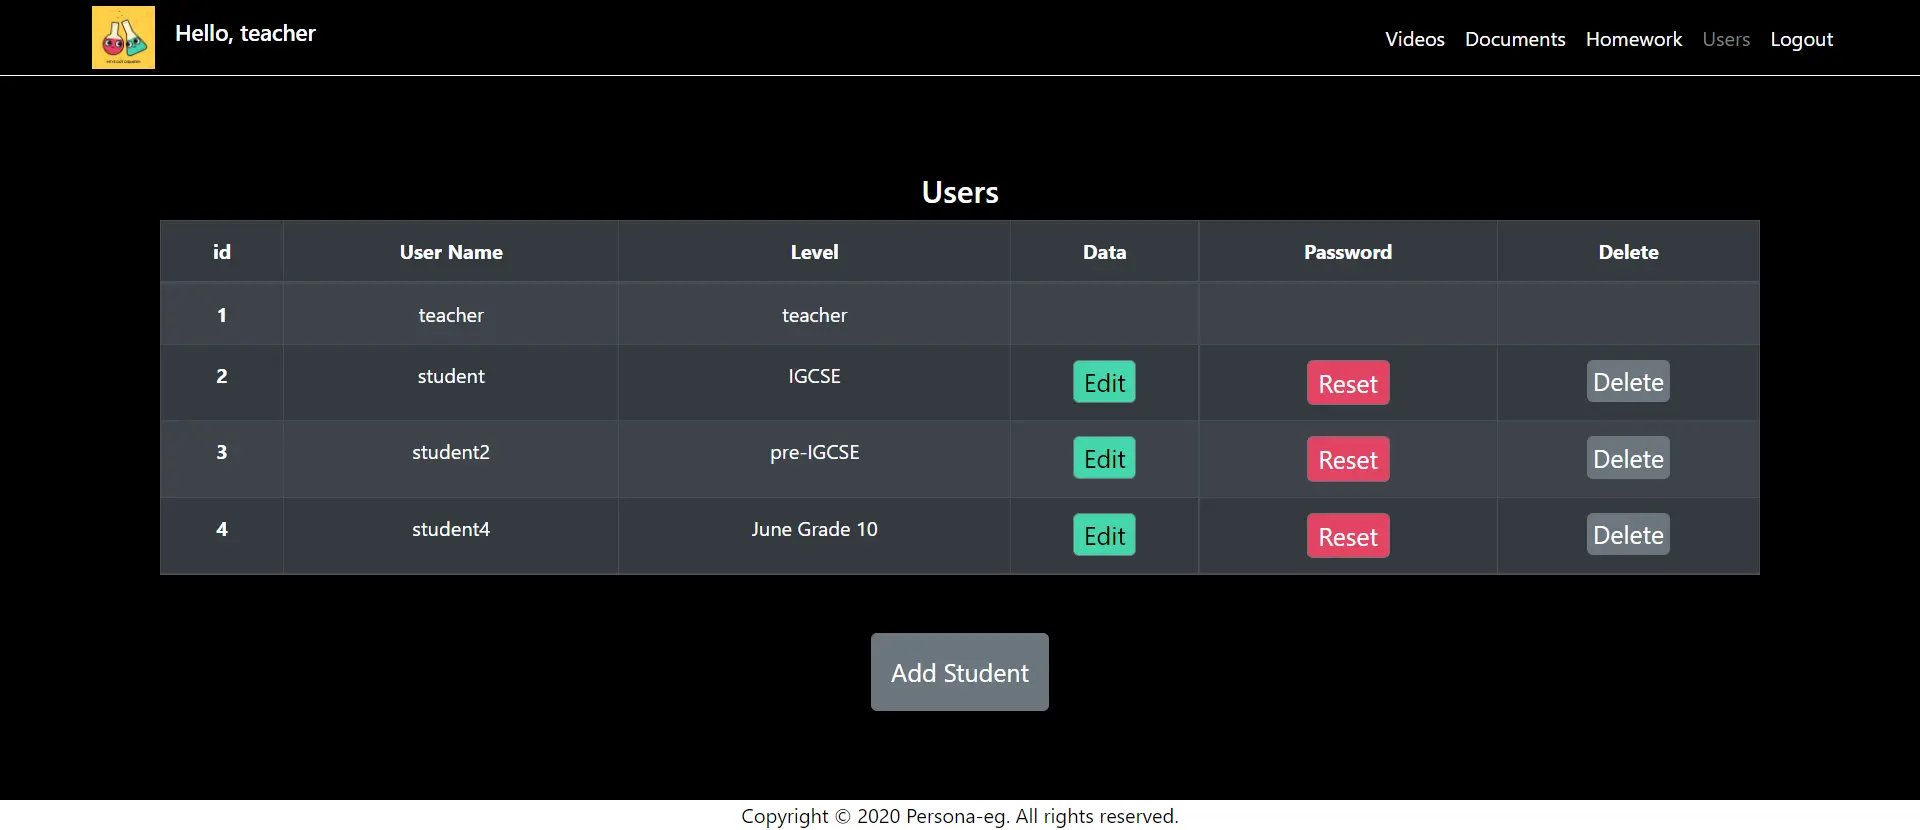 Hello, teacher
Videos Documents Homework Users Logout
Users
id User Name Level Data Password Delete
1 teacher teacher
2 student IGCSE Edit Reset Delete
3 student2 pre-IGCSE Edit Reset Delete
4 student4 June Grade 10 Edit Reset Delete
Add Student
Copyright © 2020 Persona-eg. All rights reserved.